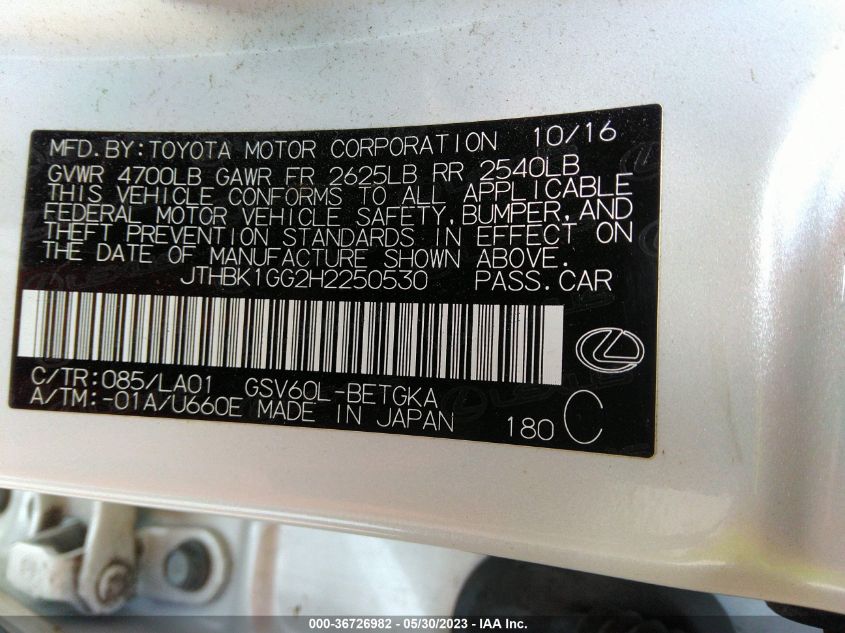 MFD.BY:TOYOTA MOTOR CORPORATION 10/16
GVWR 4700LB GAWR FR 2625LB RR 2540LB
THIS VEHICLE CONFORMS TO ALL APPLICABLE
FEDERAL MOTOR VEHICLE SAFETY, BUMPER, AND
THEFT PREVENTION STANDARDS IN EFFECT ON
THE DATE OF MANUFACTURE SHOWN ABOVE.
JTHBK1GG2H2250530 PASS.CAR
C/TR:085/LA01 GSV60L-BETGKA
A/TM:-01A/U660E MADE IN JAPAN 180 C
000-36726982 - 05/30/2023 - IAA Inc.